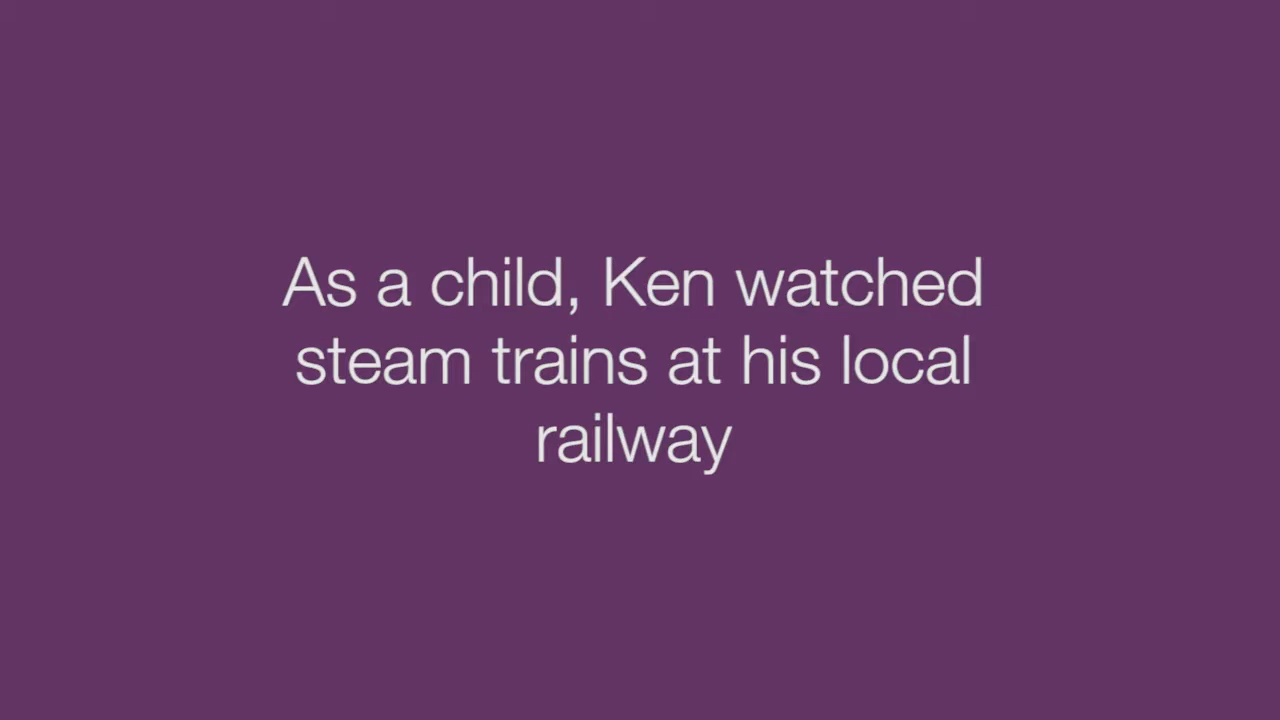 As a child, Ken watched
steam trains at his local
railway